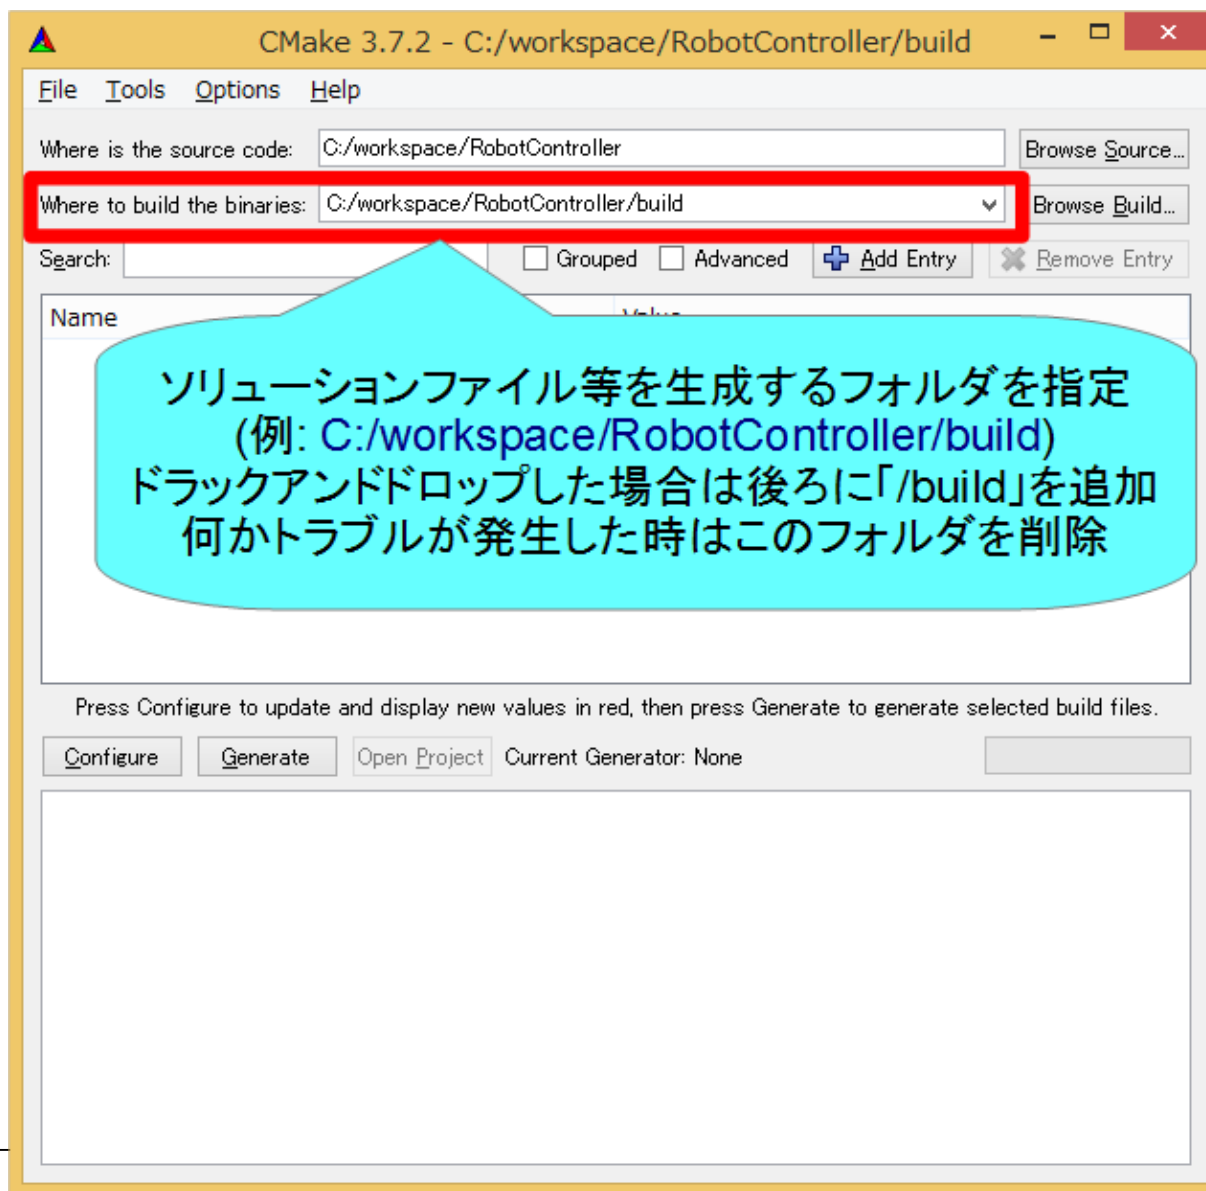 CMake 3.7.2 - C:/workspace/RobotController/build
File Tools Options Help
Where is the source code: C:/workspace/RobotController Browse Source...
Where to build the binaries: C:/workspace/RobotController/build Browse Build...
Search: Grouped Advanced Add Entry Remove Entry
Name
ソリューションファイル等を生成するフォルダを指定
(例: C:/workspace/RobotController/build)
ドラックアンドドロップした場合は後ろに「/build」を追加
何かトラブルが発生した時はこのフォルダを削除
Press Configure to update and display new values in red, then press Generate to generate selected build files.
Configure Generate Open Project Current Generator: None